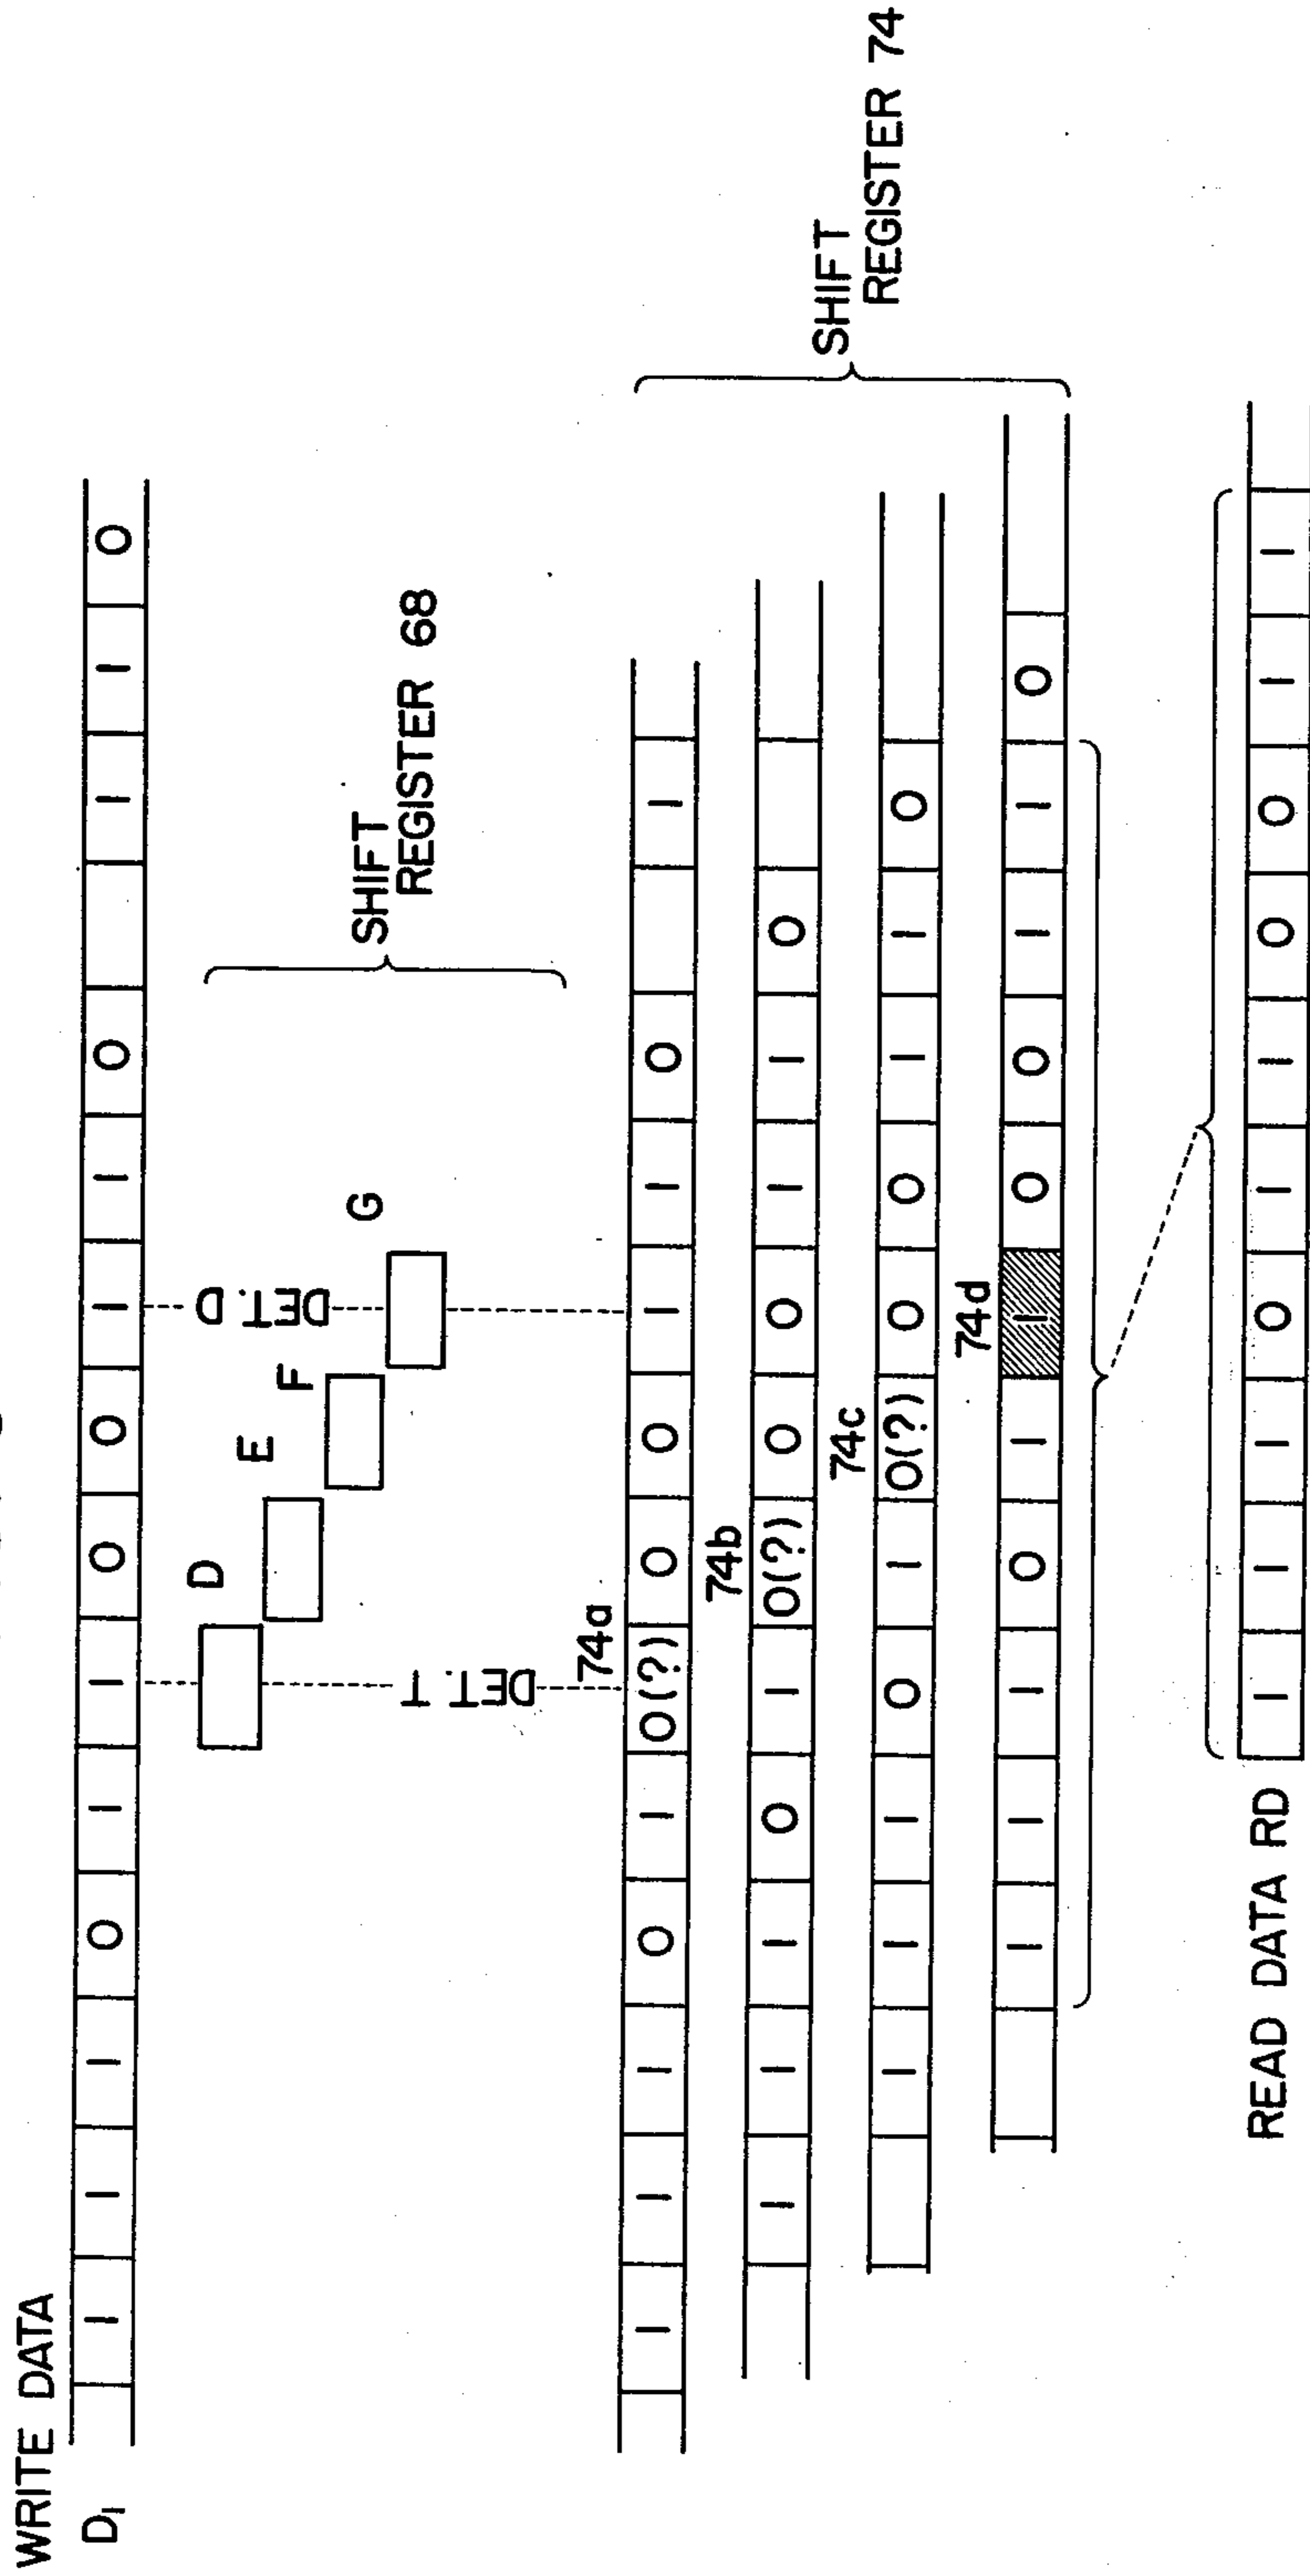 WRITE DATA
D1 1 1 1 0 1 1 0 0 1 1 0 1 1 0
D
E
F
G
DET. T
DET. D
SHIFT
REGISTER 68
74a
1 1 1 0 1 0(?) 0 0 1 1 0 1
74b
1 1 1 0 1 0(?) 0 0 1 1 0
74c
1 1 1 0 1 0(?) 0 0 1 1 0
74d
1 1 1 0 1 1 0 0 1 1 0
SHIFT
REGISTER 74
READ DATA RD 1 1 1 0 1 1 0 0 1 1